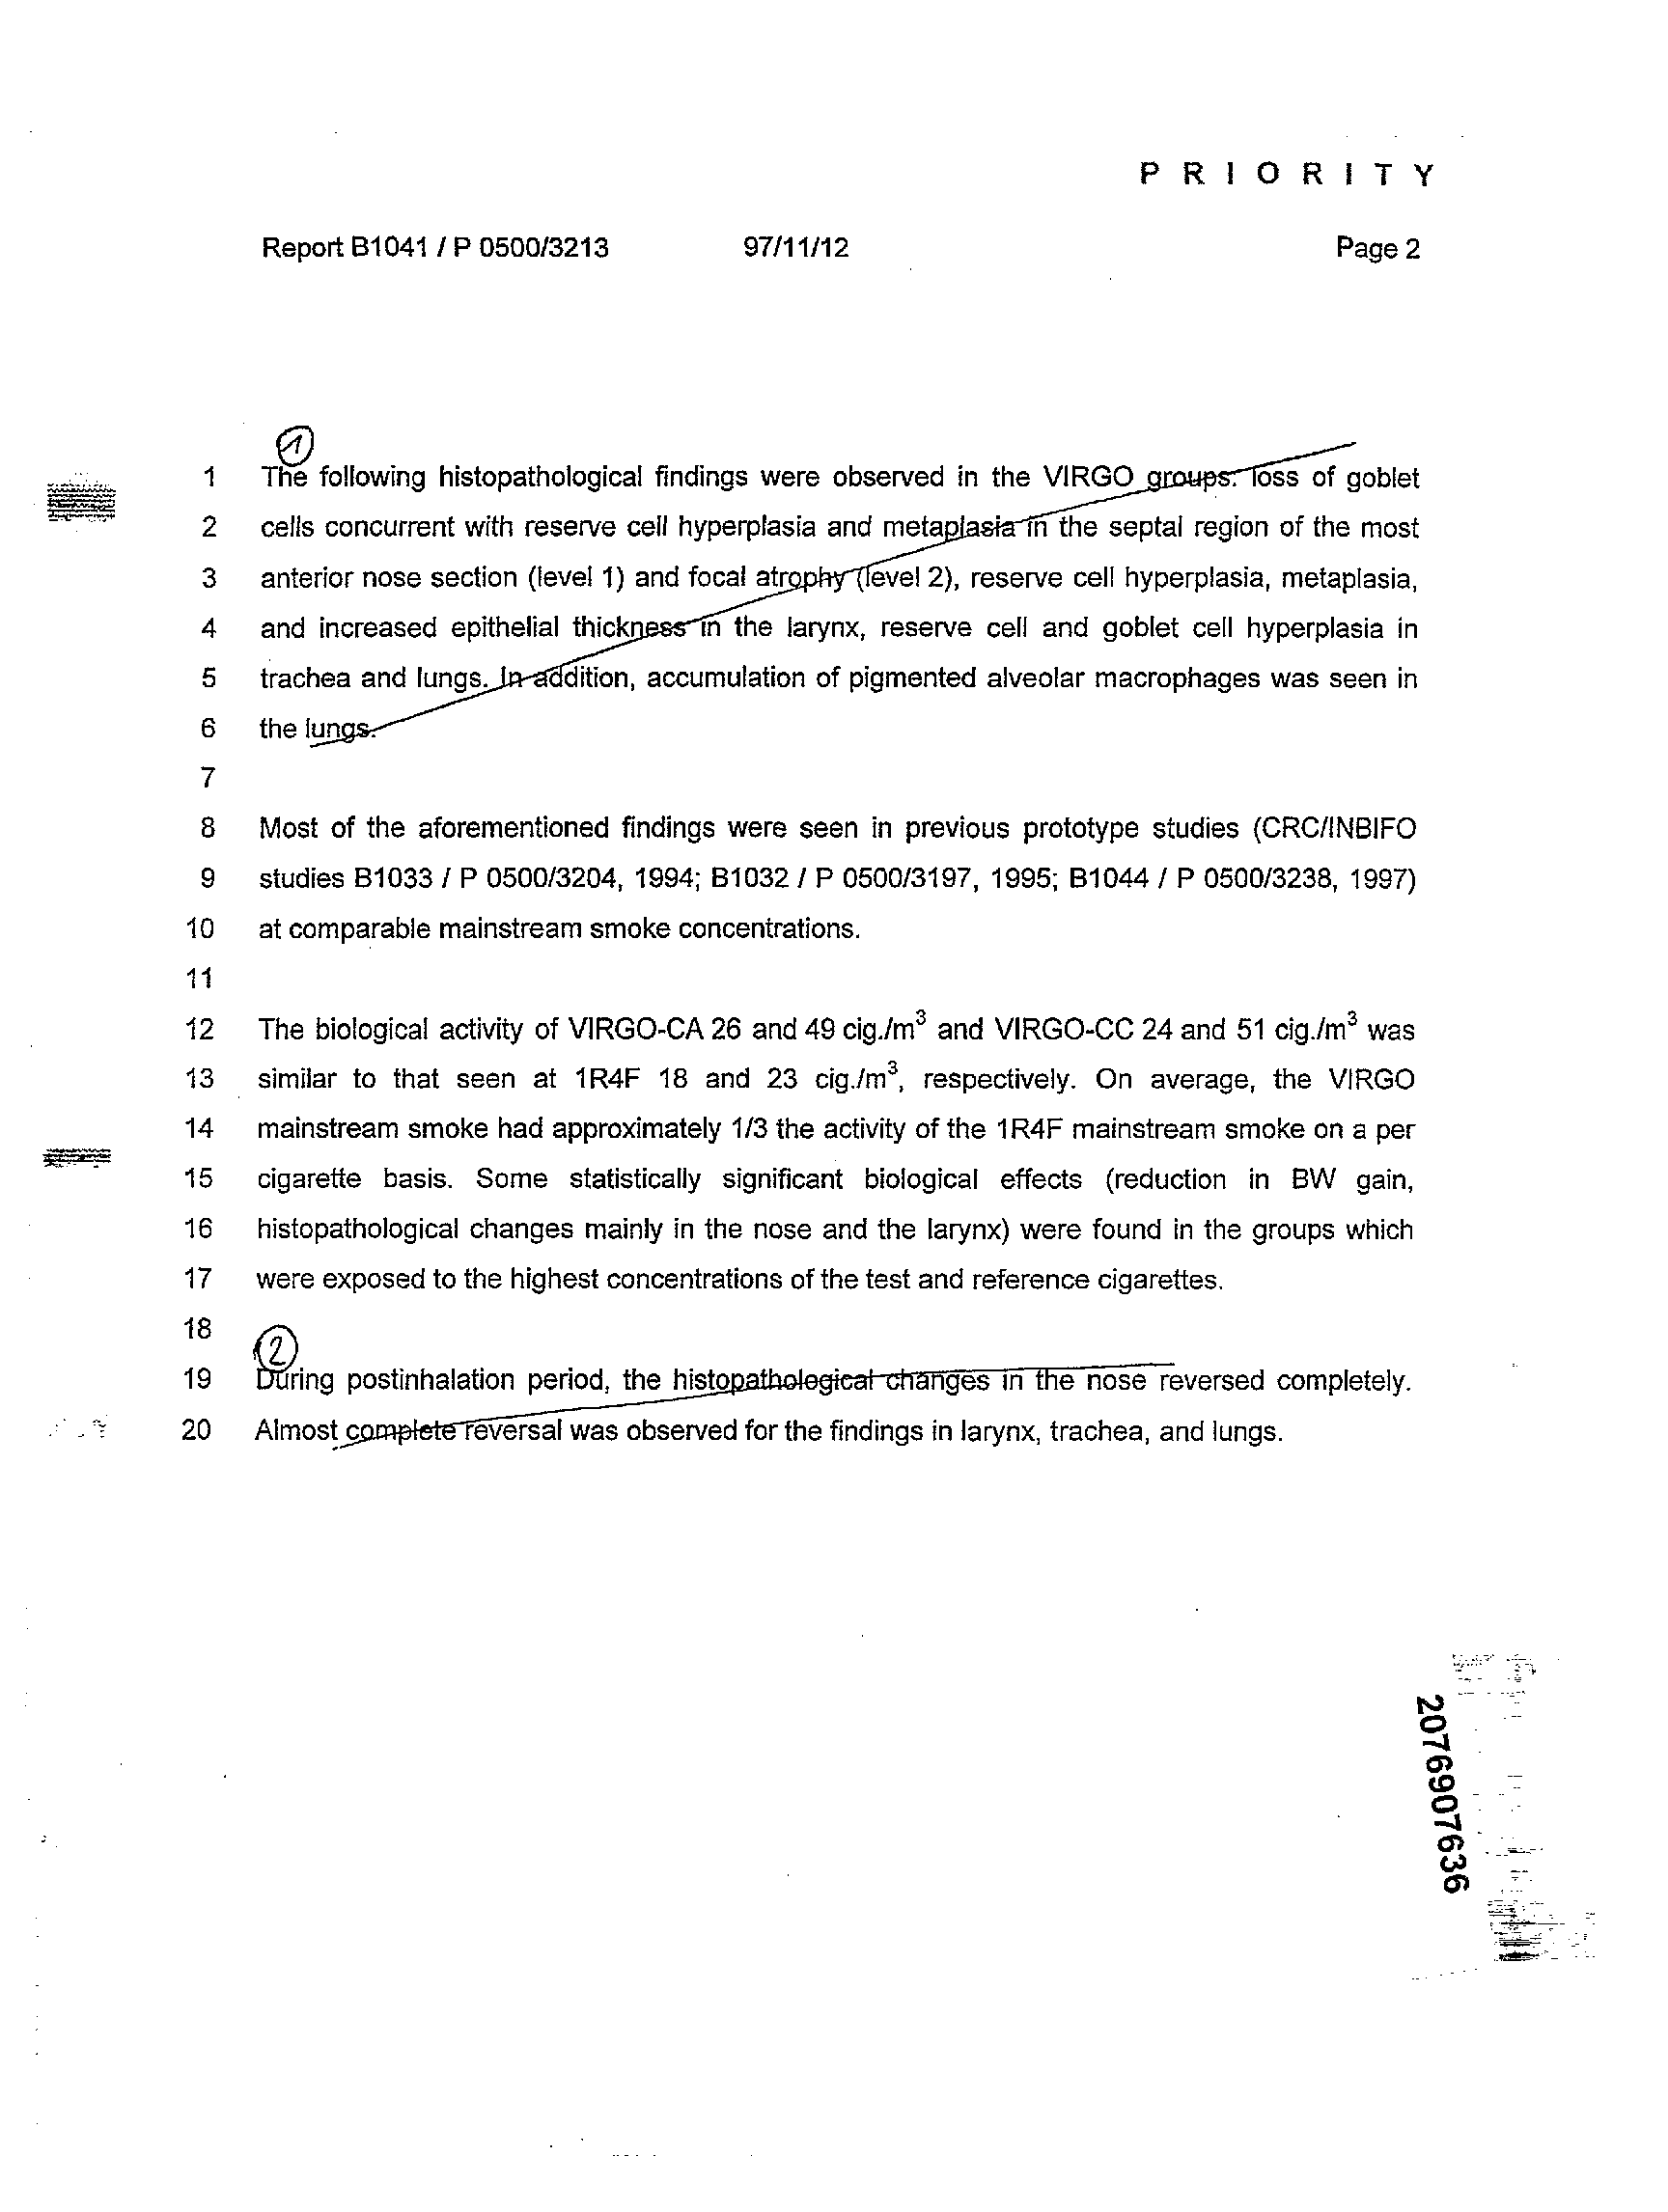 P R I O R I T Y
Report B1041 / P 0500/3213 97/11/12 Page 2
1
1 The following histopathological findings were observed in the VIRGO groups: loss of goblet
2 cells concurrent with reserve cell hyperplasia and metaplasia in the septal region of the most
3 anterior nose section (level 1) and focal atrophy (level 2), reserve cell hyperplasia, metaplasia,
4 and increased epithelial thickness in the larynx, reserve cell and goblet cell hyperplasia in
5 trachea and lungs. In addition, accumulation of pigmented alveolar macrophages was seen in
6 the lungs.
7
8 Most of the aforementioned findings were seen in previous prototype studies (CRC/INBIFO
9 studies B1033 / P 0500/3204, 1994; B1032 / P 0500/3197, 1995; B1044 / P 0500/3238, 1997)
10 at comparable mainstream smoke concentrations.
11
12 The biological activity of VIRGO-CA 26 and 49 cig./m³ and VIRGO-CC 24 and 51 cig./m³ was
13 similar to that seen at 1R4F 18 and 23 cig./m³, respectively. On average, the VIRGO
14 mainstream smoke had approximately 1/3 the activity of the 1R4F mainstream smoke on a per
15 cigarette basis. Some statistically significant biological effects (reduction in BW gain,
16 histopathological changes mainly in the nose and the larynx) were found in the groups which
17 were exposed to the highest concentrations of the test and reference cigarettes.
18
2
19 During postinhalation period, the histopathological changes in the nose reversed completely.
20 Almost complete reversal was observed for the findings in larynx, trachea, and lungs.
2076907636